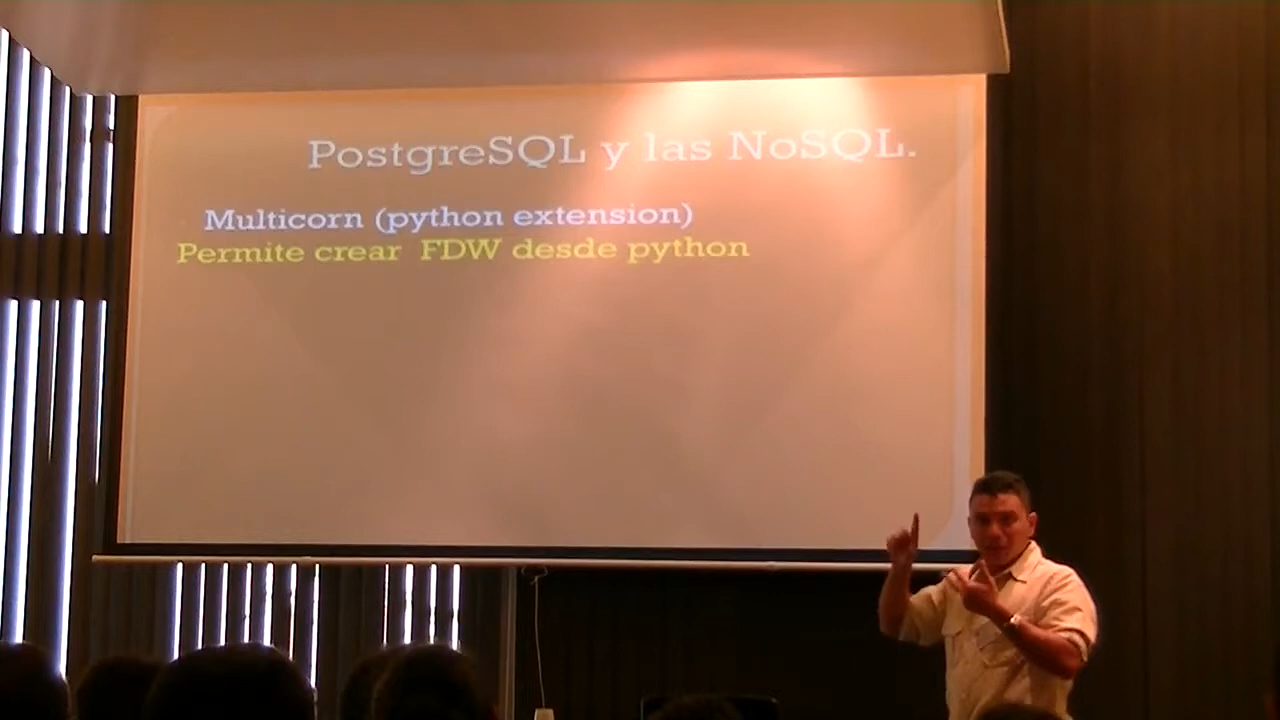 PostgreSQL y las NoSQL.
Multicorn (python extension)
Permite crear FDW desde python